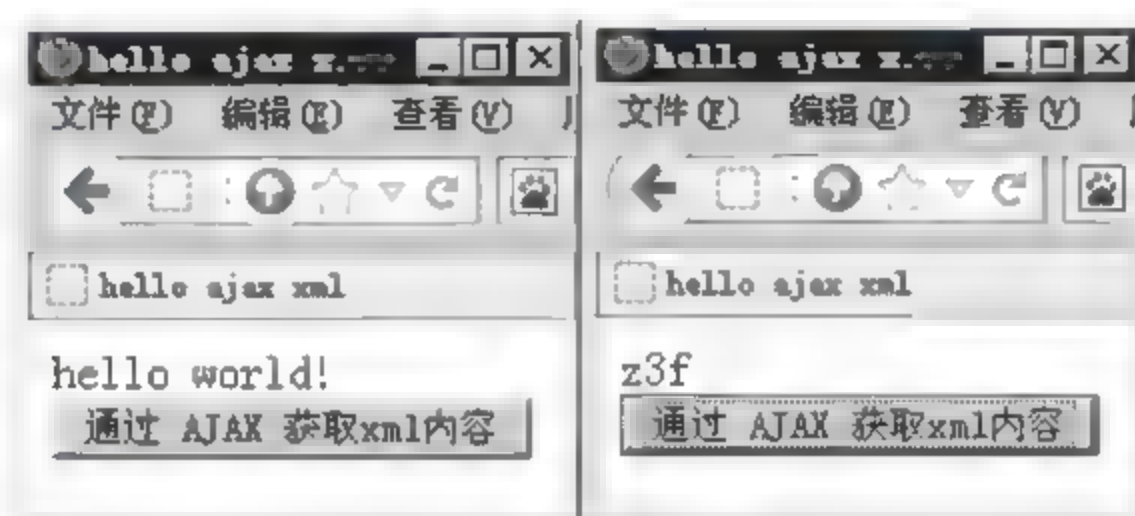 hello ajax x.
文件(F) 编辑(E) 查看(V)
hello ajax xml
hello world!
通过 AJAX 获取xml内容
hello ajax x.
文件(F) 编辑(E) 查看(V)
hello ajax xml
z3f
通过 AJAX 获取xml内容